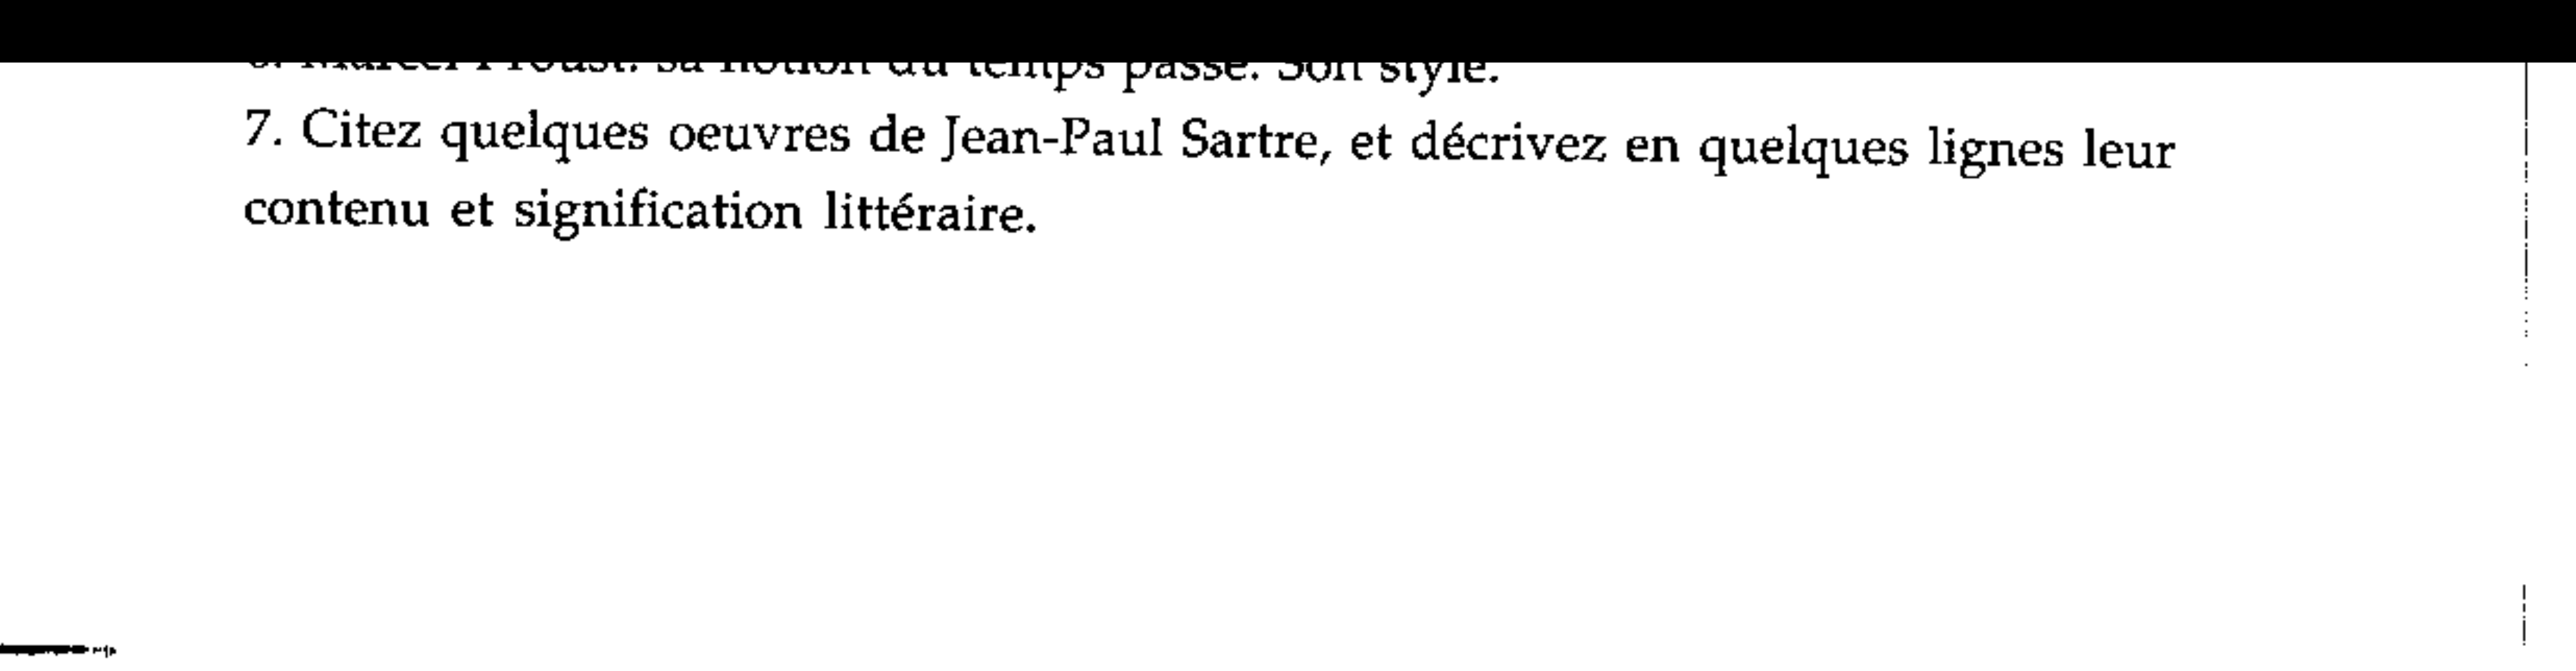 6. Marcel Proust: sa notion du temps passé. Son style.
7. Citez quelques oeuvres de Jean-Paul Sartre, et décrivez en quelques lignes leur
contenu et signification littéraire.